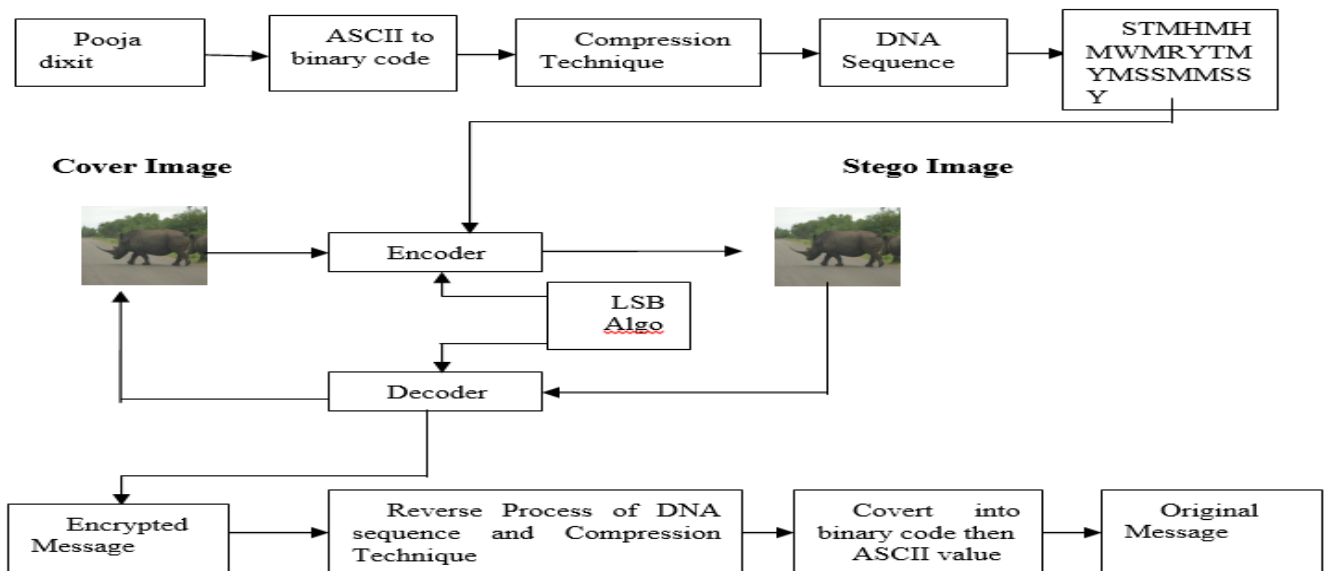 Pooja
dixit
ASCII to
binary code
Compression
Technique
DNA
Sequence
STMHMH
MWMRYTM
YMSSMMSS
Y
Cover Image
Stego Image
Encoder
LSB
Algo
Decoder
Encrypted
Message
Reverse Process of DNA
sequence and Compression
Technique
Covert into
binary code then
ASCII value
Original
Message